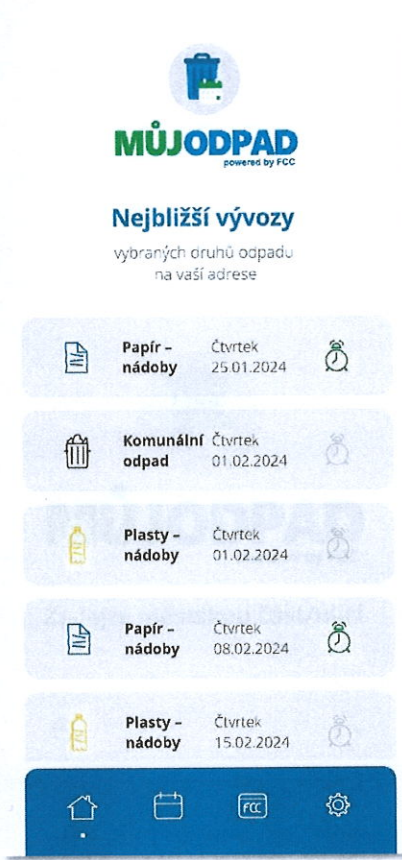 MŮJODPAD
powered by FCC
Nejbližší vývozy
vybraných druhů odpadu
na vaší adrese
Papír – Čtvrtek
nádoby 25.01.2024
Komunální Čtvrtek
odpad 01.02.2024
Plasty – Čtvrtek
nádoby 01.02.2024
Papír – Čtvrtek
nádoby 08.02.2024
Plasty – Čtvrtek
nádoby 15.02.2024
FCC